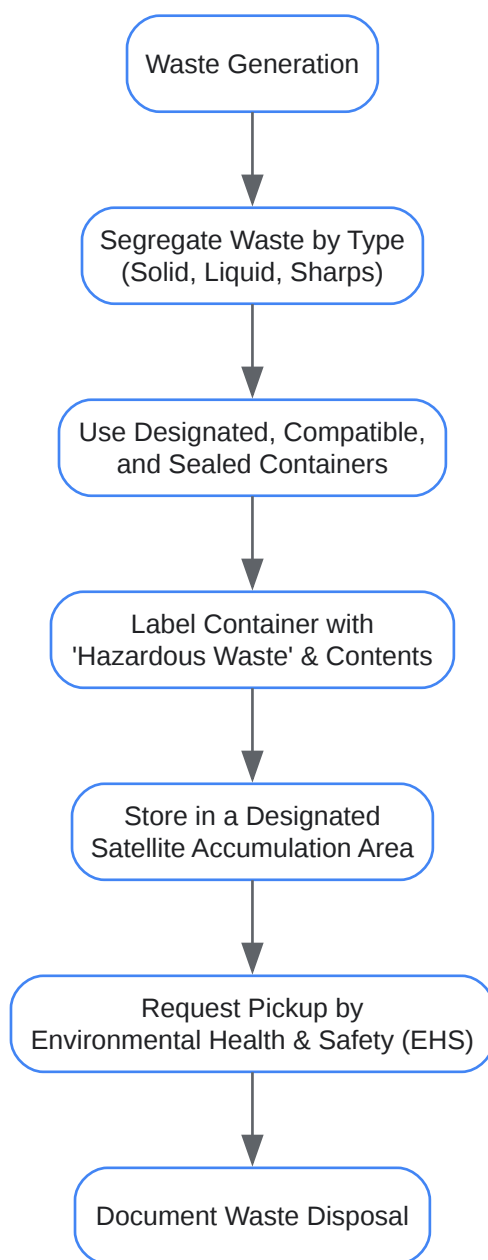 Waste Generation
Segregate Waste by Type
(Solid, Liquid, Sharps)
Use Designated, Compatible,
and Sealed Containers
Label Container with
'Hazardous Waste' & Contents
Store in a Designated
Satellite Accumulation Area
Request Pickup by
Environmental Health & Safety (EHS)
Document Waste Disposal